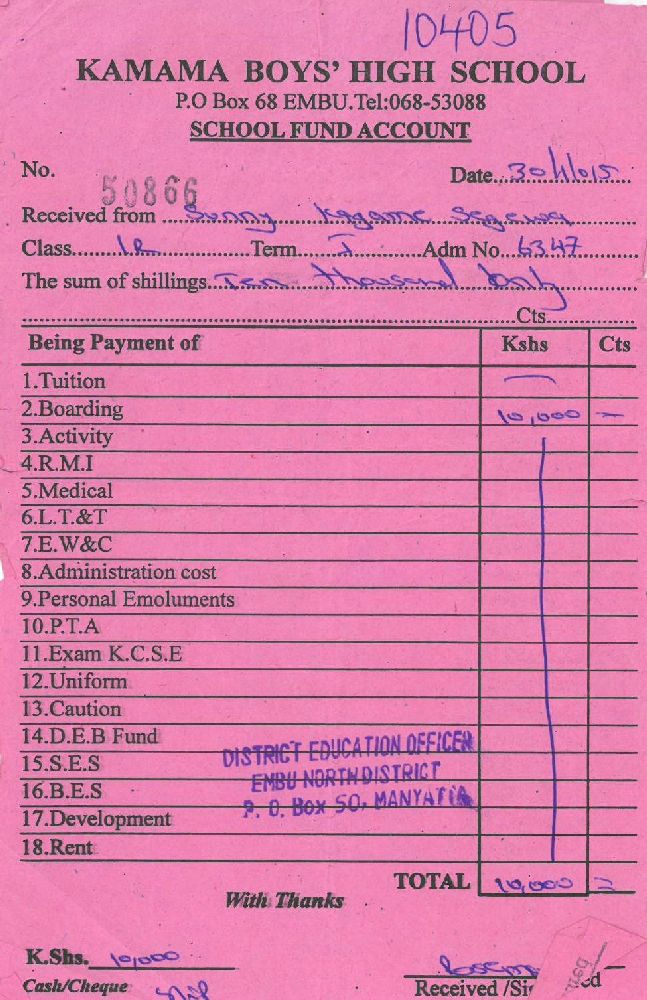 10405
KAMAMA BOYS' HIGH SCHOOL
P.O Box 68 EMBU.Tel:068-53088
SCHOOL FUND ACCOUNT
No. 50866
Date...30/1/015
Received from Sunny Kagame Segewa
Class Term I Adm No. 6347
The sum of shillings. Ten thousand only
Cts
Being Payment of Kshs Cts
1.Tuition —
2.Boarding 10,000 —
3.Activity
4.R.M.I
5.Medical
6.L.T.&T
7.E.W&C
8.Administration cost
9.Personal Emoluments
10.P.T.A
11.Exam K.C.S.E
12.Uniform
13.Caution
14.D.E.B Fund
15.S.E.S
16.B.E.S
17.Development
18.Rent
DISTRICT EDUCATION OFFICER
EMBU NORTH DISTRICT
P. O. Box 50, MANYATTA
TOTAL 10,000 =
With Thanks
K.Shs. 10,000
Cash/Cheque
Received /Si